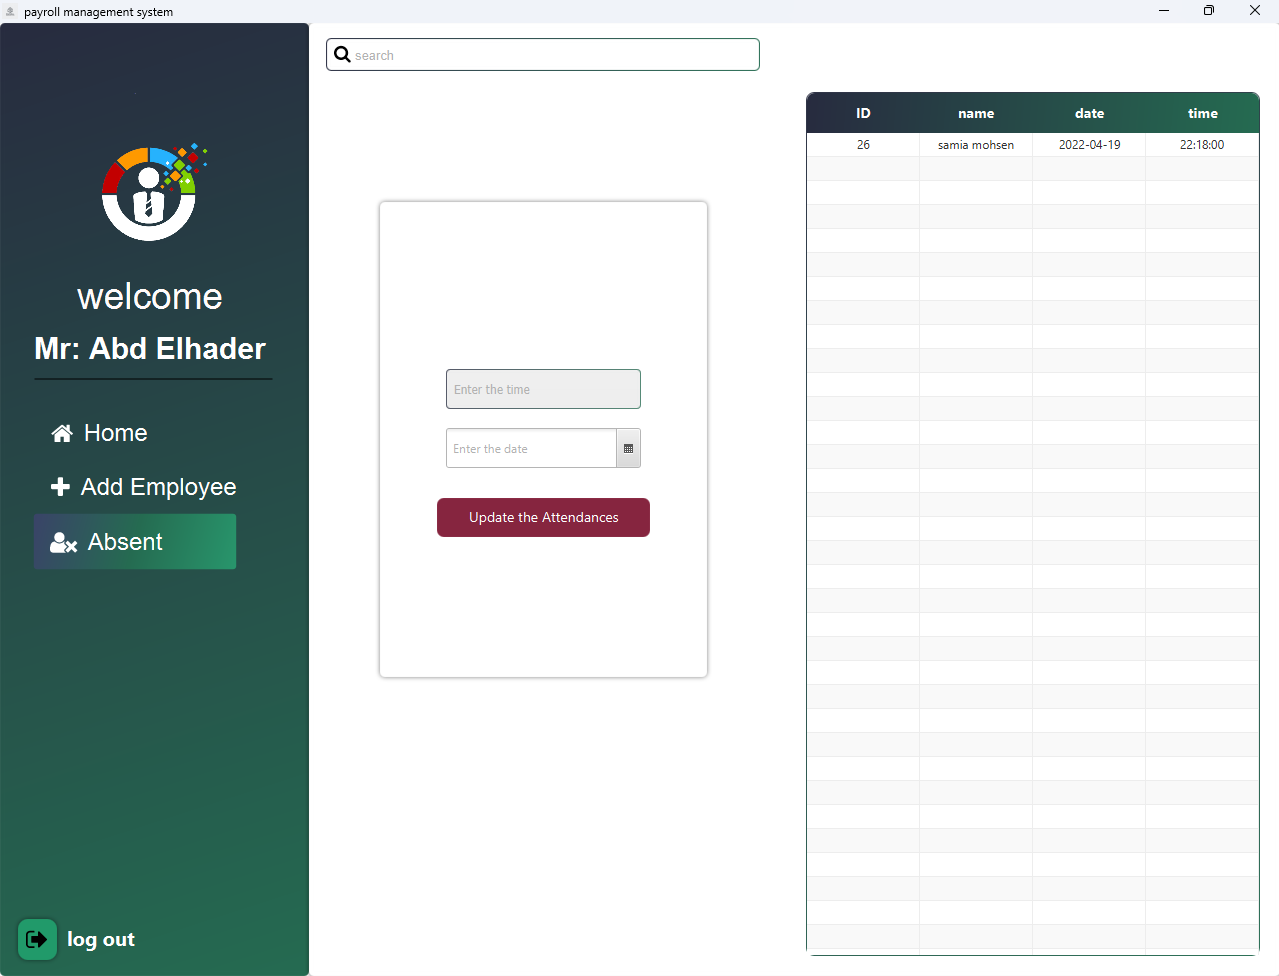 payroll management system
search
welcome
Mr: Abd Elhader
Home
Add Employee
Absent
log out
Enter the time
Enter the date
Update the Attendances
ID name date time
26 samia mohsen 2022-04-19 22:18:00